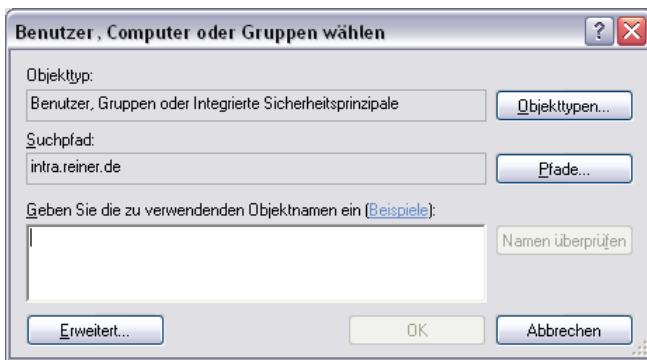 Benutzer, Computer oder Gruppen wählen
Objekttyp:
Benutzer, Gruppen oder Integrierte Sicherheitsprinzipale
Objekttypen...
Suchpfad:
intra.reiner.de
Pfade...
Geben Sie die zu verwendenden Objektnamen ein (Beispiele):
Namen überprüfen
Erweitert...
OK
Abbrechen